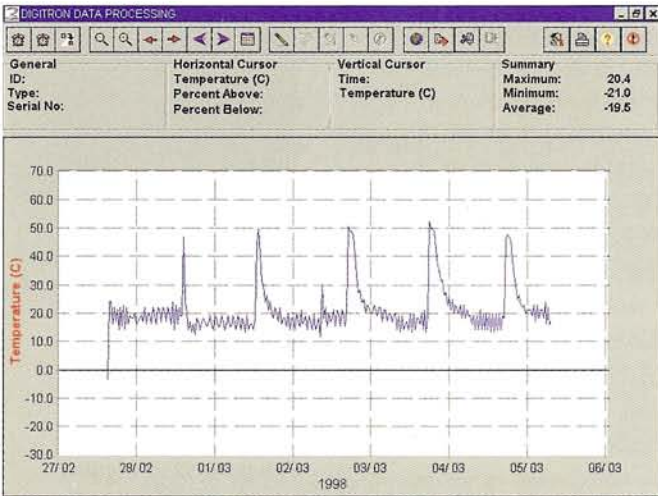 DIGITRON DATA PROCESSING
General
ID:
Type:
Serial No:
Horizontal Cursor
Temperature (C)
Percent Above:
Percent Below:
Vertical Cursor
Time:
Temperature (C)
Summary
Maximum: 20.4
Minimum: -21.0
Average: -19.5
Temperature (C)
70.0
60.0
50.0
40.0
30.0
20.0
10.0
0.0
-10.0
-20.0
-30.0
27/ 02 28/ 02 01/ 03 02/ 03 03/ 03 04/ 03 05/ 03 06/ 03
1998